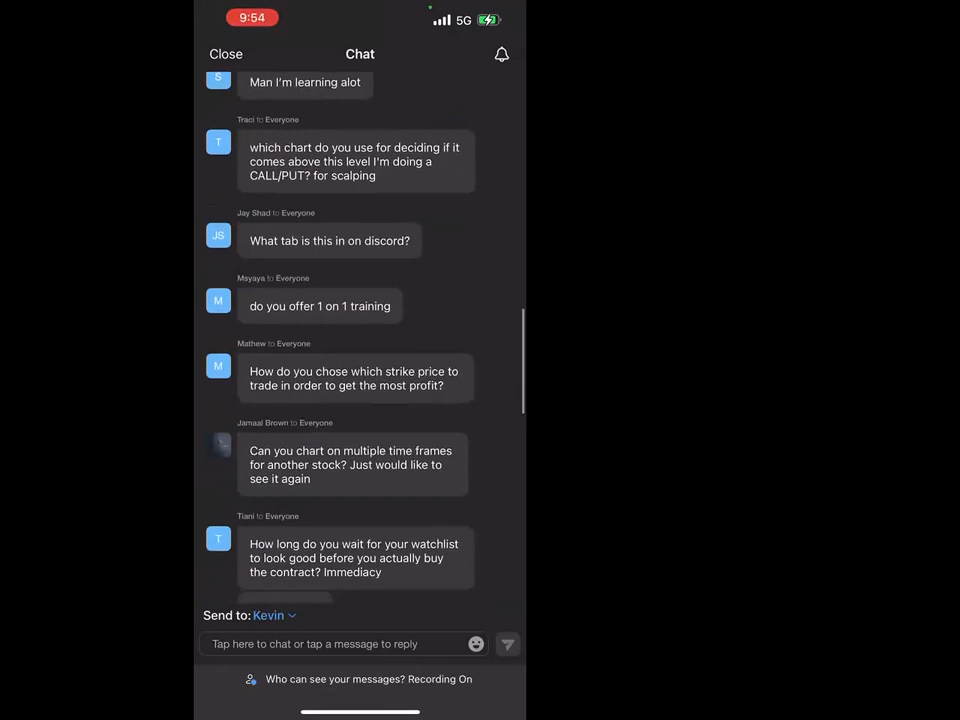 9:54
5G
Close
Chat
S
Man I'm learning alot
Traci to Everyone
T
which chart do you use for deciding if it
comes above this level I'm doing a
CALL/PUT? for scalping
Jay Shad to Everyone
JS
What tab is this in on discord?
Msyaya to Everyone
M
do you offer 1 on 1 training
Mathew to Everyone
M
How do you chose which strike price to
trade in order to get the most profit?
Jamaal Brown to Everyone
Can you chart on multiple time frames
for another stock? Just would like to
see it again
Tiani to Everyone
T
How long do you wait for your watchlist
to look good before you actually buy
the contract? Immediacy
Send to: Kevin
Tap here to chat or tap a message to reply
Who can see your messages? Recording On